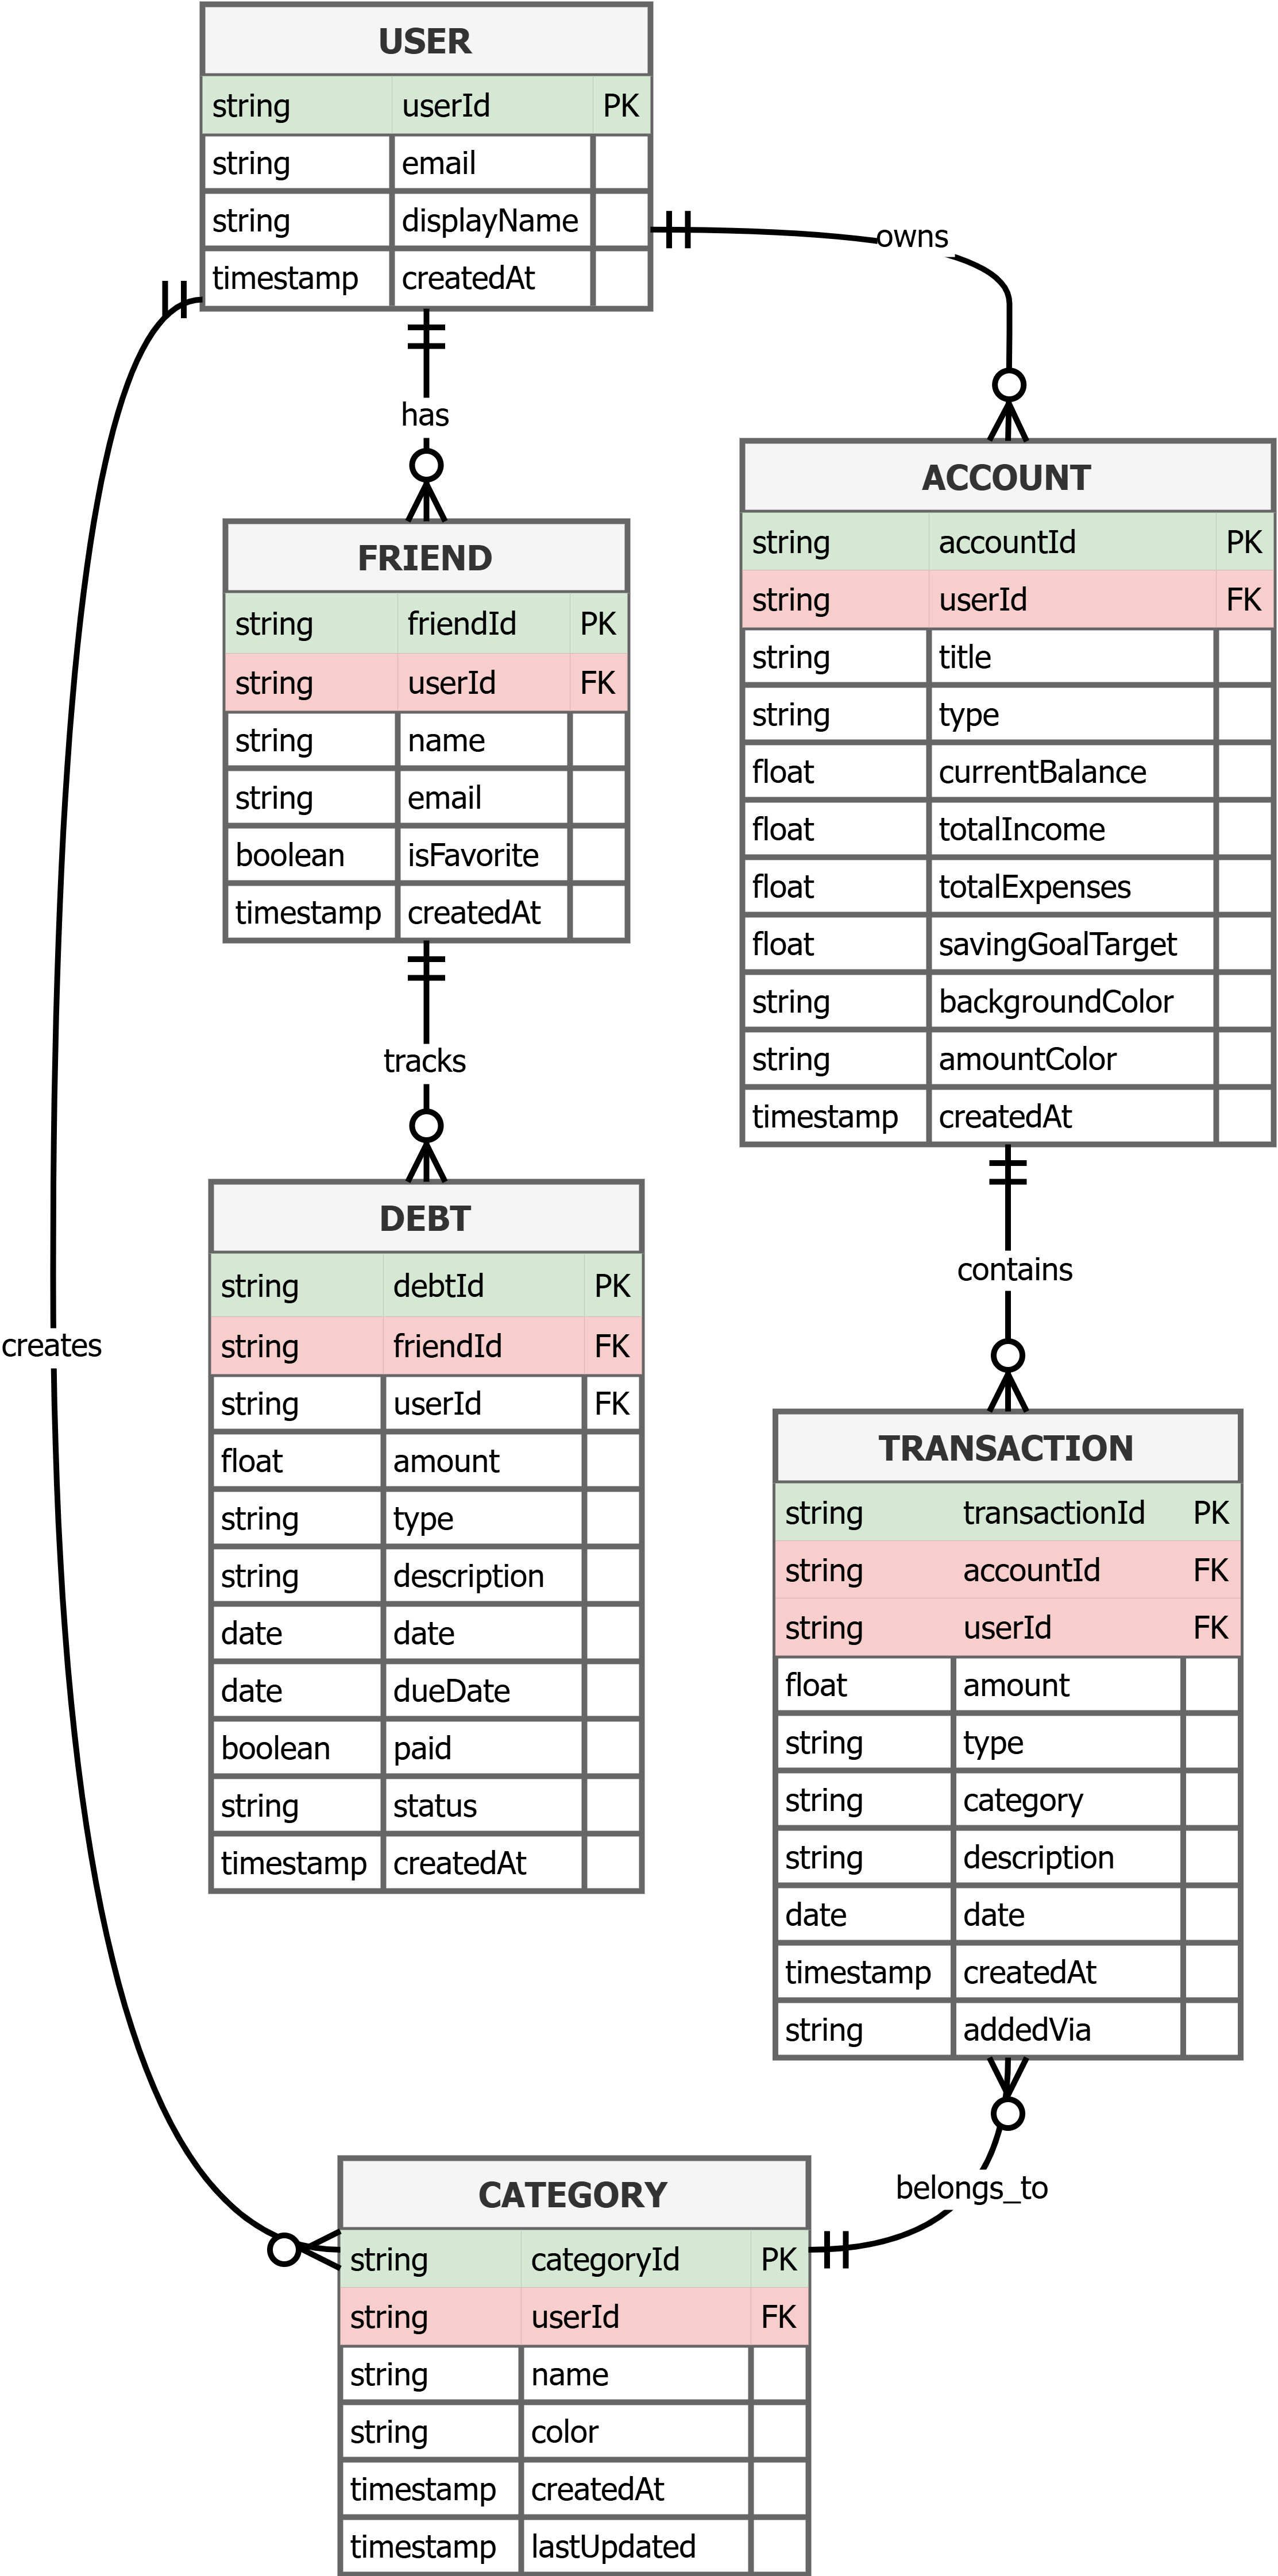 USER
string userId PK
string email
string displayName
timestamp createdAt
owns
has
FRIEND
string friendId PK
string userId FK
string name
string email
boolean isFavorite
timestamp createdAt
ACCOUNT
string accountId PK
string userId FK
string title
string type
float currentBalance
float totalIncome
float totalExpenses
float savingGoalTarget
string backgroundColor
string amountColor
timestamp createdAt
tracks
DEBT
string debtId PK
string friendId FK
string userId FK
float amount
string type
string description
date date
date dueDate
boolean paid
string status
timestamp createdAt
contains
creates
TRANSACTION
string transactionId PK
string accountId FK
string userId FK
float amount
string type
string category
string description
date date
timestamp createdAt
string addedVia
belongs_to
CATEGORY
string categoryId PK
string userId FK
string name
string color
timestamp createdAt
timestamp lastUpdated